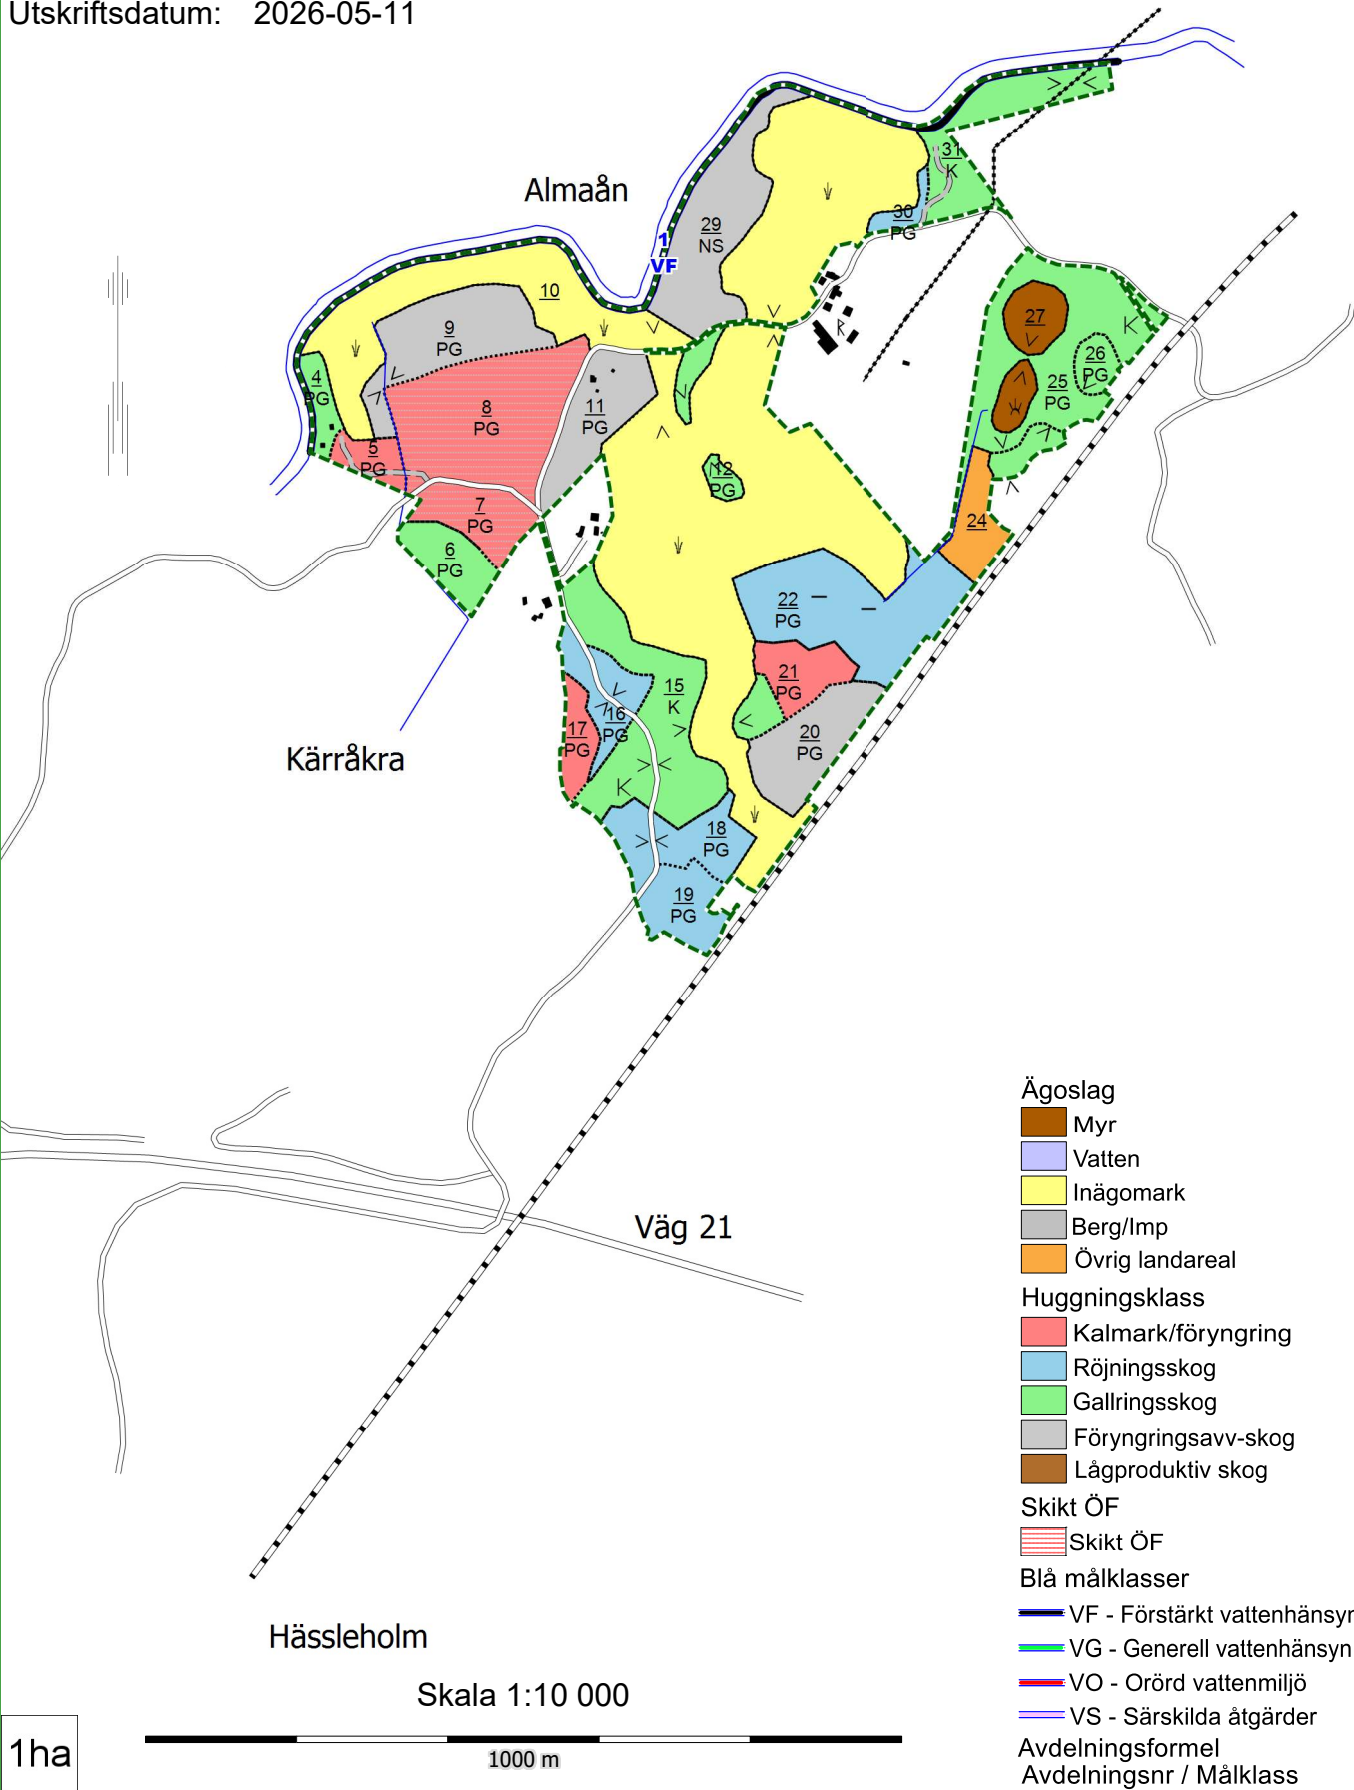 Utskriftsdatum: 2026-05-11
Almaån
31
K
30
PG
29
NS
1
VF
10
9
PG
27
26
PG
25
PG
4
PG
8
PG
11
PG
5
PG
12
PG
7
PG
24
6
PG
22
PG
21
PG
15
K
16
PG
17
PG
20
PG
18
PG
19
PG
Kärråkra
Väg 21
Hässleholm
Skala 1:10 000
1ha
1000 m
Ägoslag
Myr
Vatten
Inägomark
Berg/Imp
Övrig landareal
Huggningsklass
Kalmark/föryngring
Röjningsskog
Gallringsskog
Föryngringsavv-skog
Lågproduktiv skog
Skikt ÖF
Skikt ÖF
Blå målklasser
VF - Förstärkt vattenhänsyn
VG - Generell vattenhänsyn
VO - Orörd vattenmiljö
VS - Särskilda åtgärder
Avdelningsformel
Avdelningsnr / Målklass